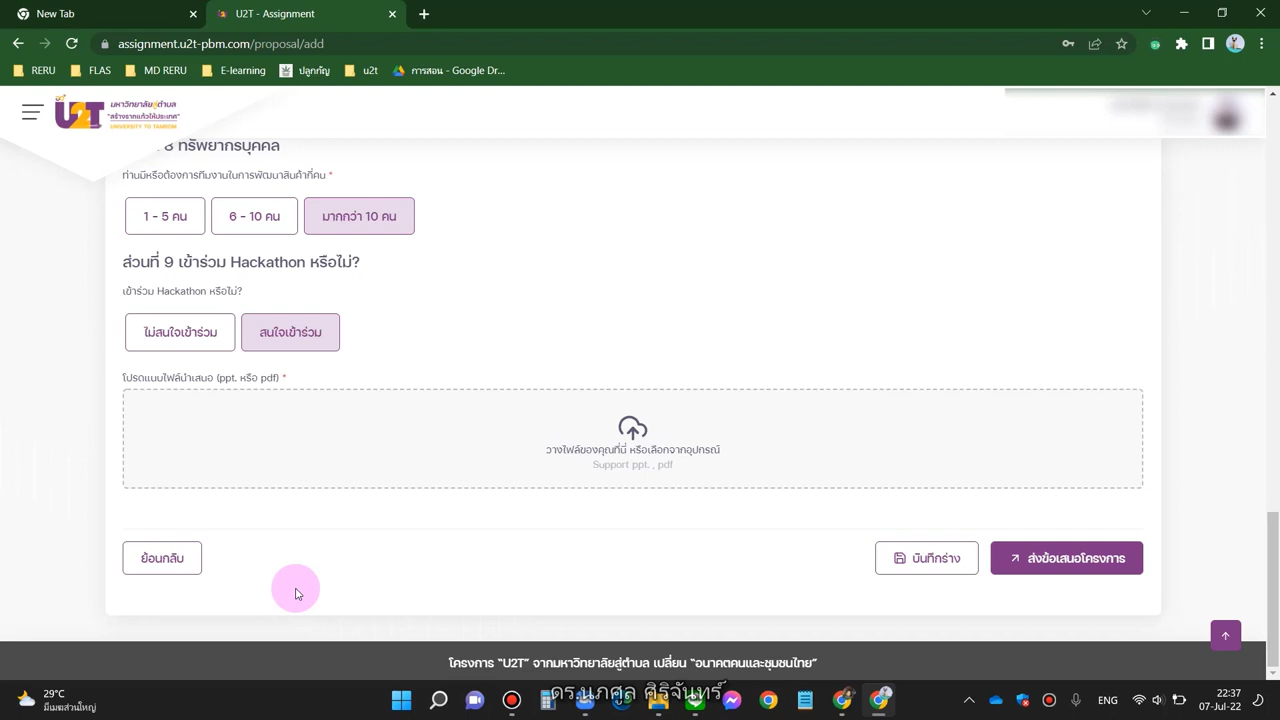 New Tab
U2T - Assignment
assignment.u2t-pbm.com/proposal/add
RERU
FLAS
MD RERU
E-learning
ปลูกกัญ
u2t
การสอน - Google Dr...
U2T
มหาวิทยาลัยสู่ตำบล
"สร้างรากแก้วให้ประเทศ"
UNIVERSITY TO TAMBON
8 ทรัพยากรบุคคล
ท่านมีหรือต้องการทีมงานในการพัฒนาสินค้ากี่คน *
1 - 5 คน
6 - 10 คน
มากกว่า 10 คน
ส่วนที่ 9 เข้าร่วม Hackathon หรือไม่?
เข้าร่วม Hackathon หรือไม่?
ไม่สนใจเข้าร่วม
สนใจเข้าร่วม
โปรดแนบไฟล์นำเสนอ (ppt. หรือ pdf) *
วางไฟล์ของคุณที่นี่ หรือเลือกจากอุปกรณ์
Support ppt. , pdf
ย้อนกลับ
บันทึกร่าง
ส่งข้อเสนอโครงการ
โครงการ "U2T" จากมหาวิทยาลัยสู่ตำบล เปลี่ยน "อนาคตคนและชุมชนไทย"
ดร.นภศูล ศิริจันทร์
29°C
มีเมฆส่วนใหญ่
ENG
22:37
07-Jul-22